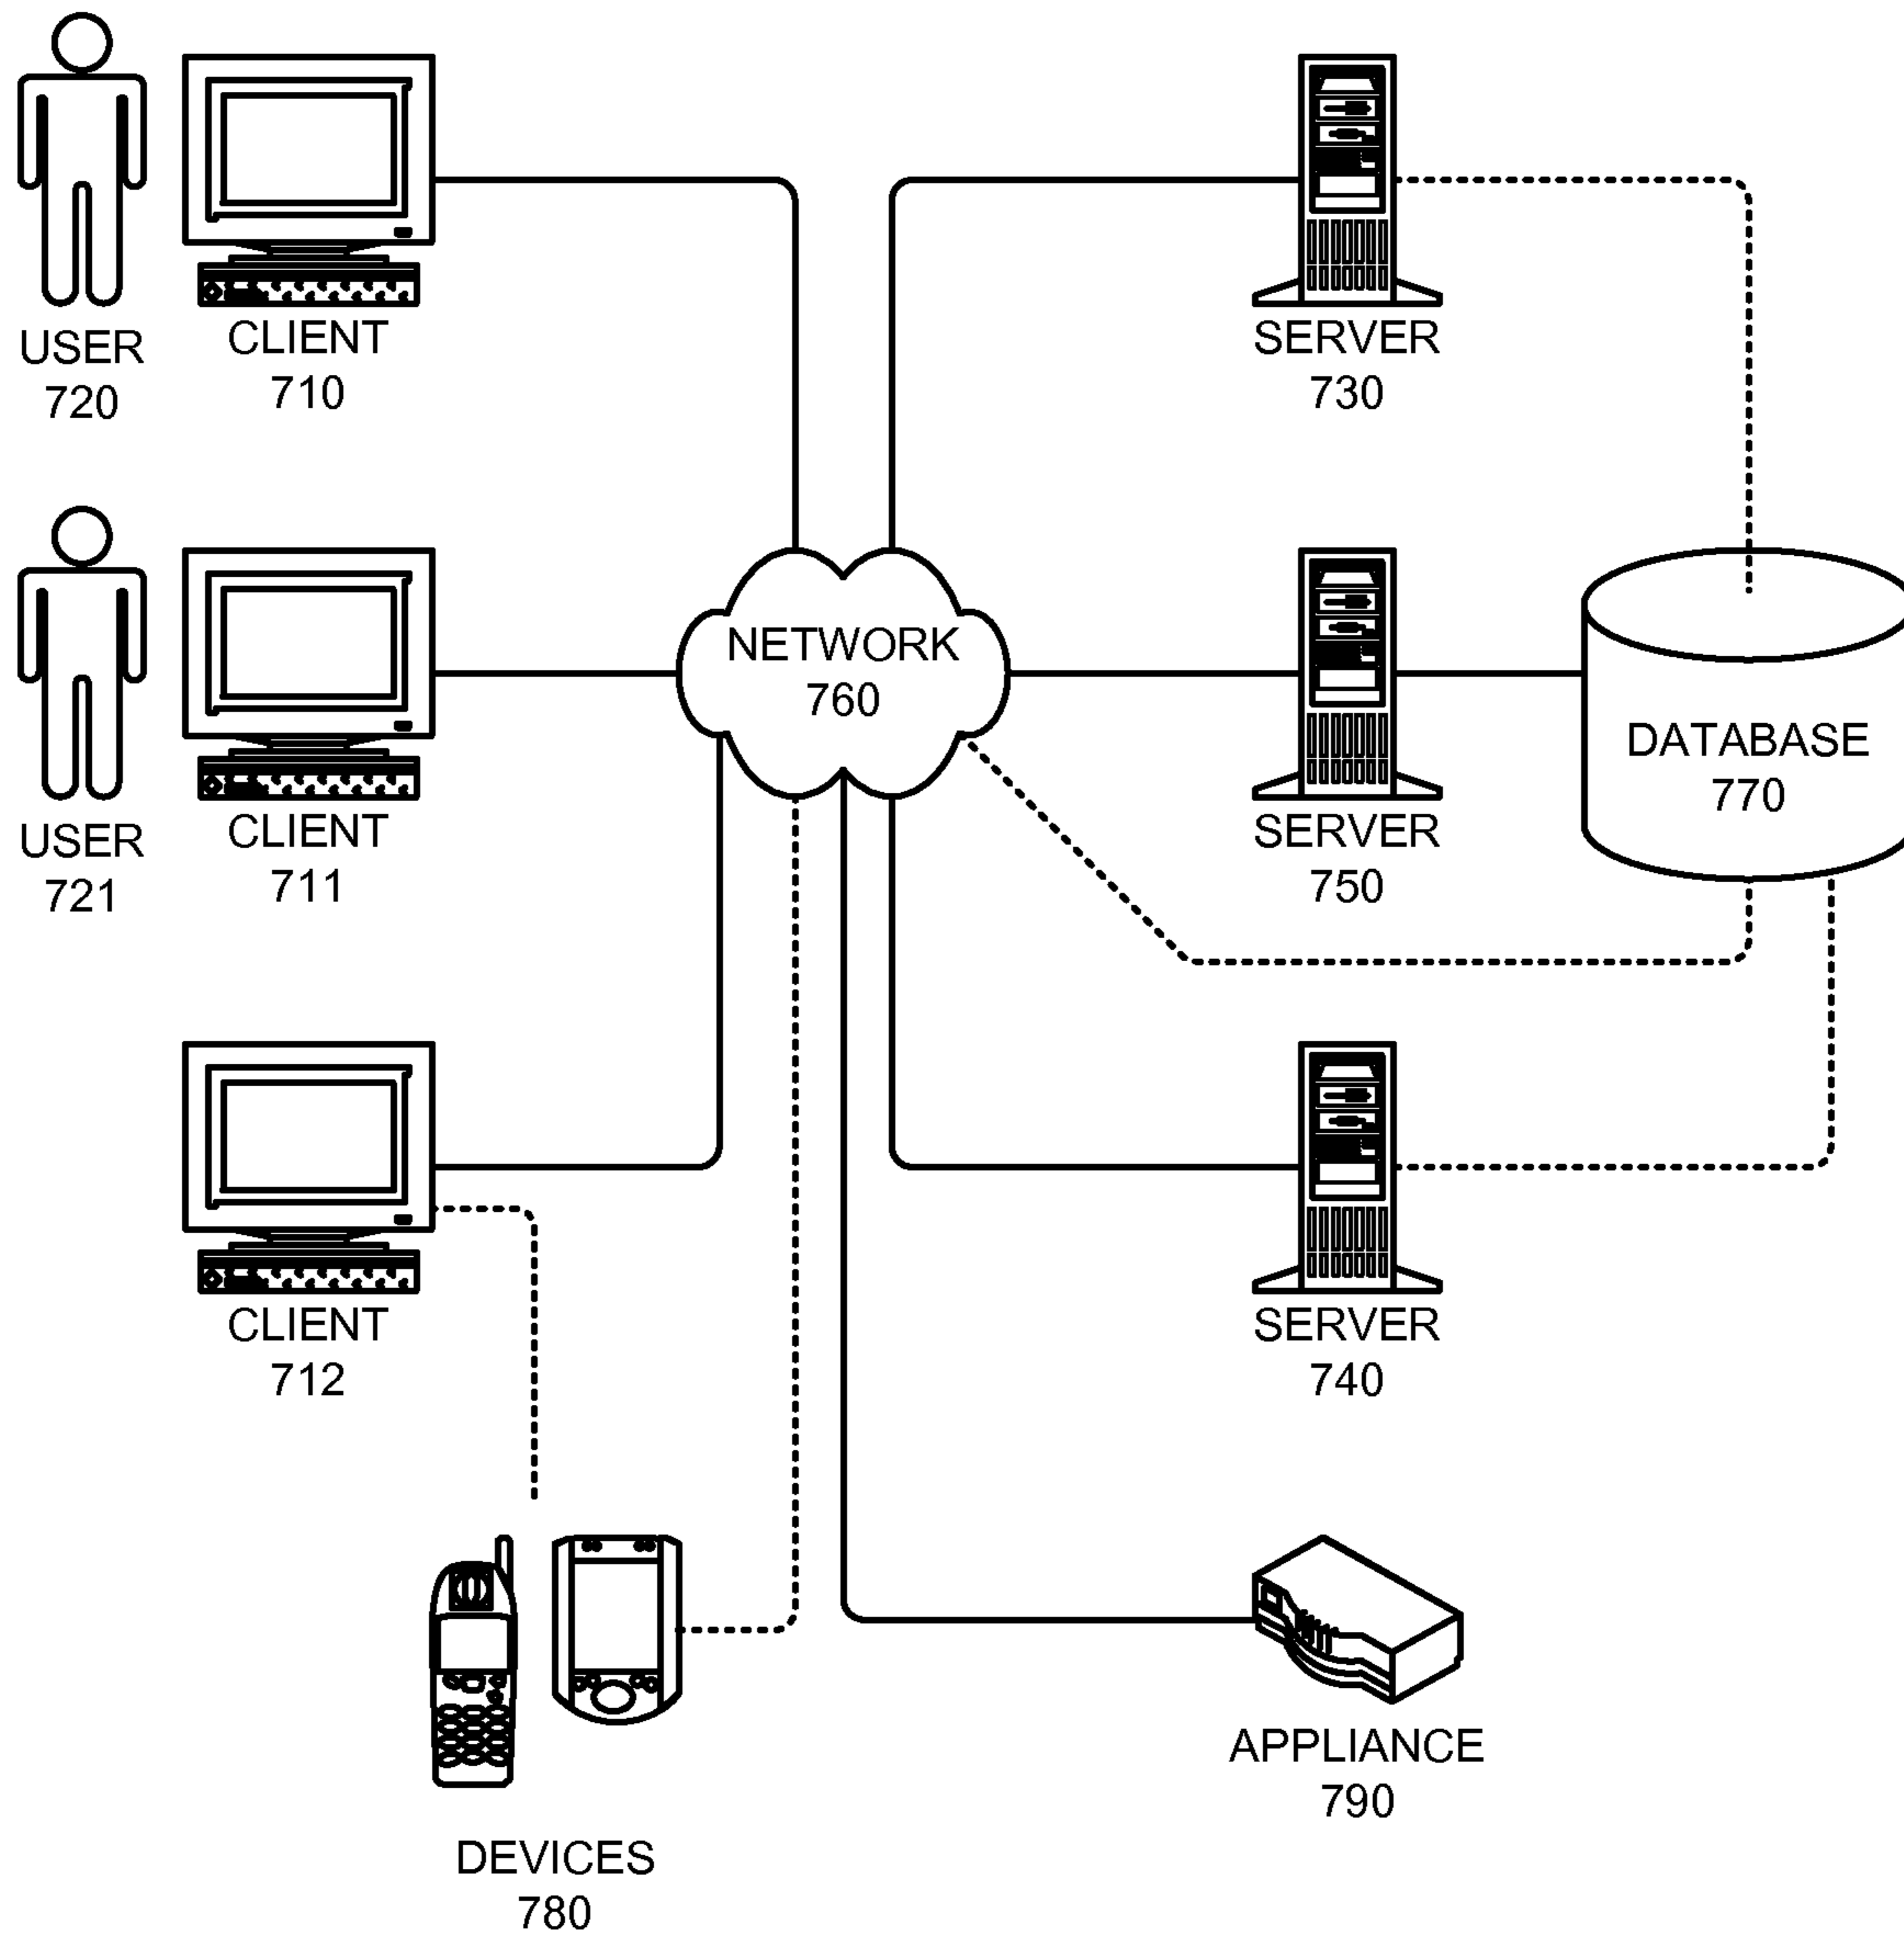 USER
720
CLIENT
710
SERVER
730
USER
721
CLIENT
711
NETWORK
760
SERVER
750
DATABASE
770
CLIENT
712
SERVER
740
DEVICES
780
APPLIANCE
790